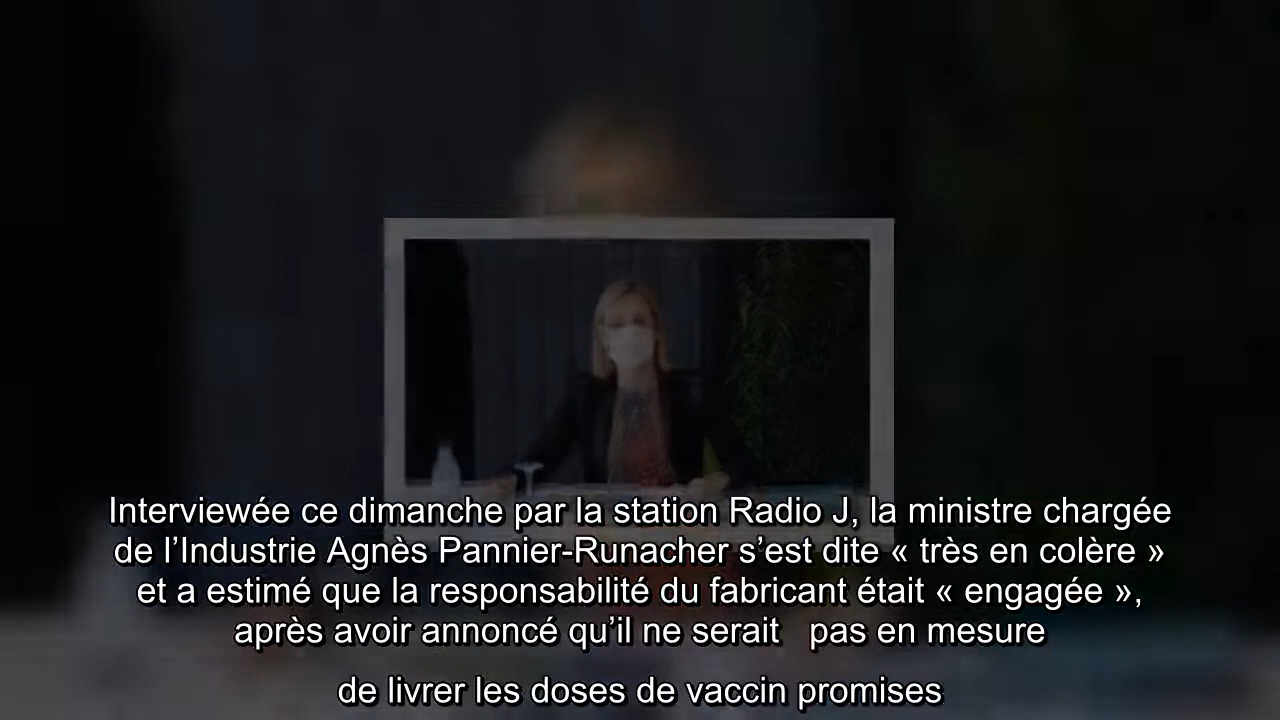 Interviewée ce dimanche par la station Radio J, la ministre chargée
de l’Industrie Agnès Pannier-Runacher s’est dite « très en colère »
et a estimé que la responsabilité du fabricant était « engagée »,
après avoir annoncé qu’il ne serait pas en mesure
de livrer les doses de vaccin promises